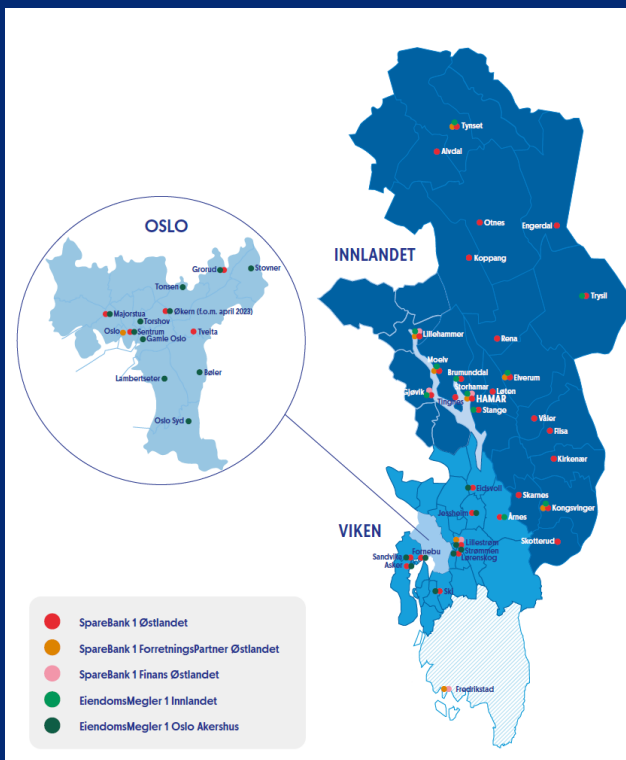 Tynset
Alvdal
Otnes
Engerdal
OSLO
INNLANDET
Koppang
Grorud
Stovner
Tonsen
Trysil
Majorstua
Økern (f.o.m. april 2023)
Torshov
Oslo
Sentrum
Tveita
Gamle Oslo
Lillehammer
Rena
Moelv
Brumunddal
Elverum
Lambertseter
Bøler
Gjøvik
Storhamar
Løten
HAMAR
Stange
Oslo Syd
Våler
Flisa
Kirkenær
Eidsvoll
Skarnes
Kongsvinger
Jessheim
Årnes
VIKEN
Lillestrøm
Strømmen
Skotterud
Fornebu
Sandvika
Lørenskog
Asker
Ski
SpareBank 1 Østlandet
SpareBank 1 ForretningsPartner Østlandet
SpareBank 1 Finans Østlandet
EiendomsMegler 1 Innlandet
EiendomsMegler 1 Oslo Akershus
Fredrikstad